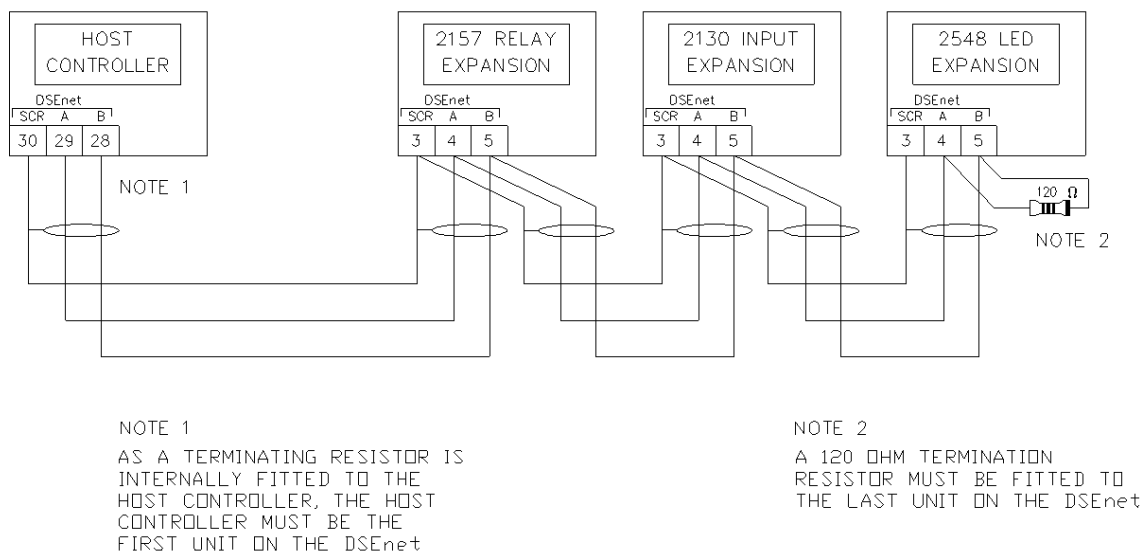 HOST
CONTROLLER
DSEnet
SCR A B
30 29 28
NOTE 1
2157 RELAY
EXPANSION
DSEnet
SCR A B
3 4 5
2130 INPUT
EXPANSION
DSEnet
SCR A B
3 4 5
2548 LED
EXPANSION
DSEnet
SCR A B
3 4 5
120 Ω
NOTE 2
NOTE 1
AS A TERMINATING RESISTOR IS
INTERNALLY FITTED TO THE
HOST CONTROLLER, THE HOST
CONTROLLER MUST BE THE
FIRST UNIT ON THE DSEnet
NOTE 2
A 120 OHM TERMINATION
RESISTOR MUST BE FITTED TO
THE LAST UNIT ON THE DSEnet